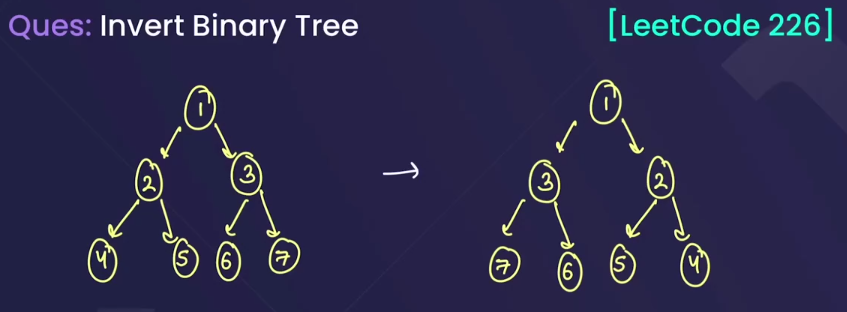 Ques: Invert Binary Tree [LeetCode 226]
1 1
2 3 → 3 2
4 5 6 7 7 6 5 4